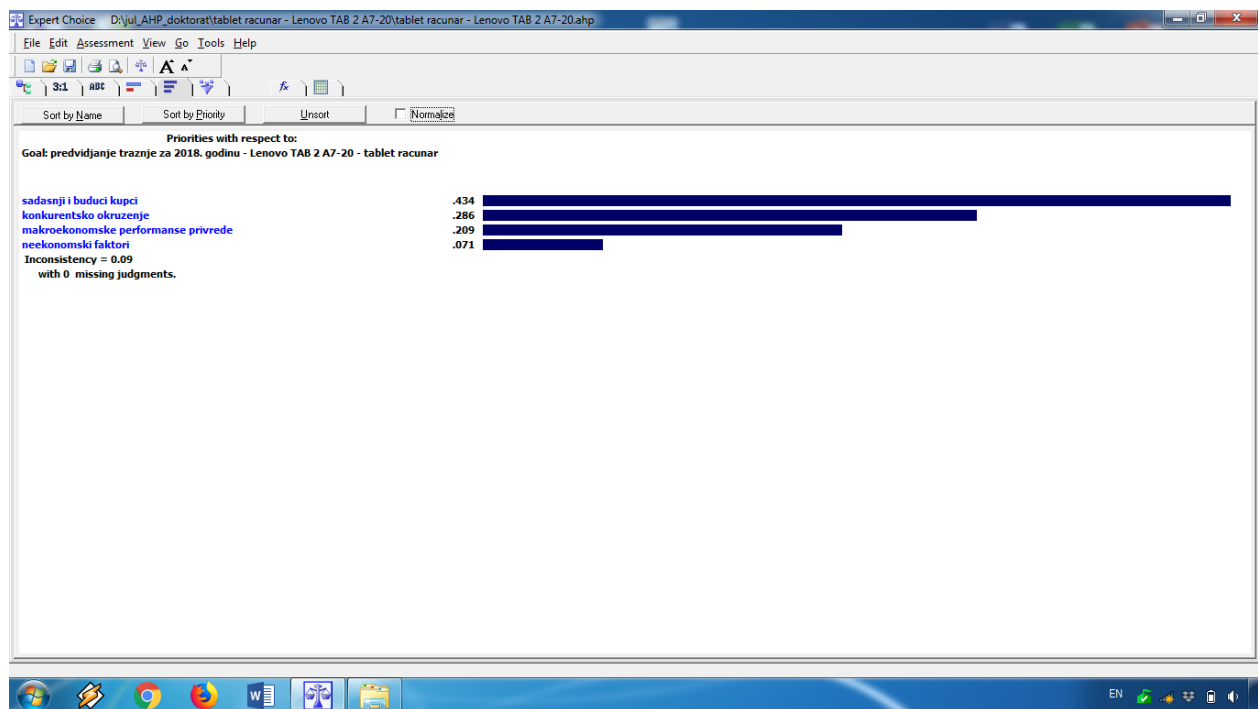 Expert Choice D:\jul_AHP_doktorat\tablet racunar - Lenovo TAB 2 A7-20\tablet racunar - Lenovo TAB 2 A7-20.ahp
File Edit Assessment View Go Tools Help
A A
3:1 ABC fx
Sort by Name Sort by Priority Unsort Normalize
Priorities with respect to:
Goal: predvidjanje traznje za 2018. godinu - Lenovo TAB 2 A7-20 - tablet racunar
sadasnji i buduci kupci .434
konkurentsko okruzenje .286
makroekonomske performanse privrede .209
neekonomski faktori .071
Inconsistency = 0.09
with 0 missing judgments.
EN